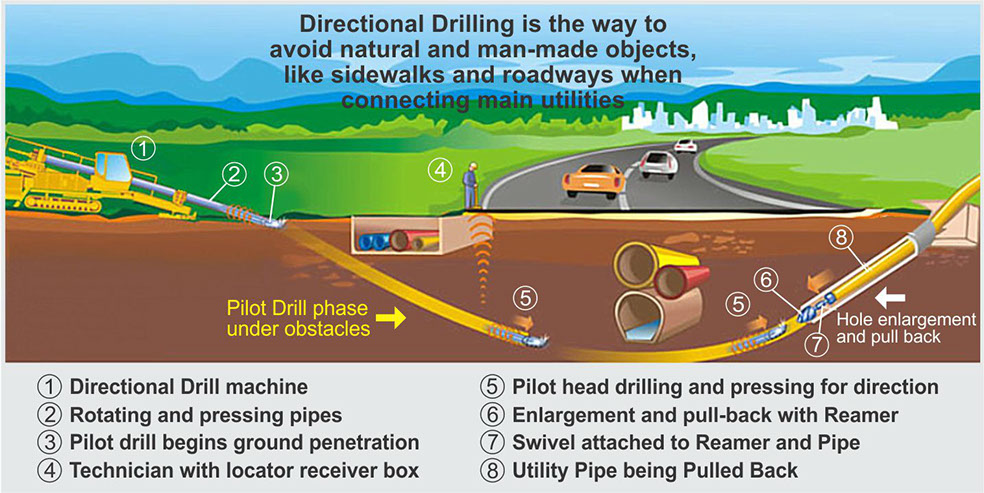 Directional Drilling is the way to
avoid natural and man-made objects,
like sidewalks and roadways when
connecting main utilities
①
②
③
④
⑤
⑥
⑤
⑧
⑦
Pilot Drill phase
under obstacles
Hole enlargement
and pull back
① Directional Drill machine
② Rotating and pressing pipes
③ Pilot drill begins ground penetration
④ Technician with locator receiver box
⑤ Pilot head drilling and pressing for direction
⑥ Enlargement and pull-back with Reamer
⑦ Swivel attached to Reamer and Pipe
⑧ Utility Pipe being Pulled Back